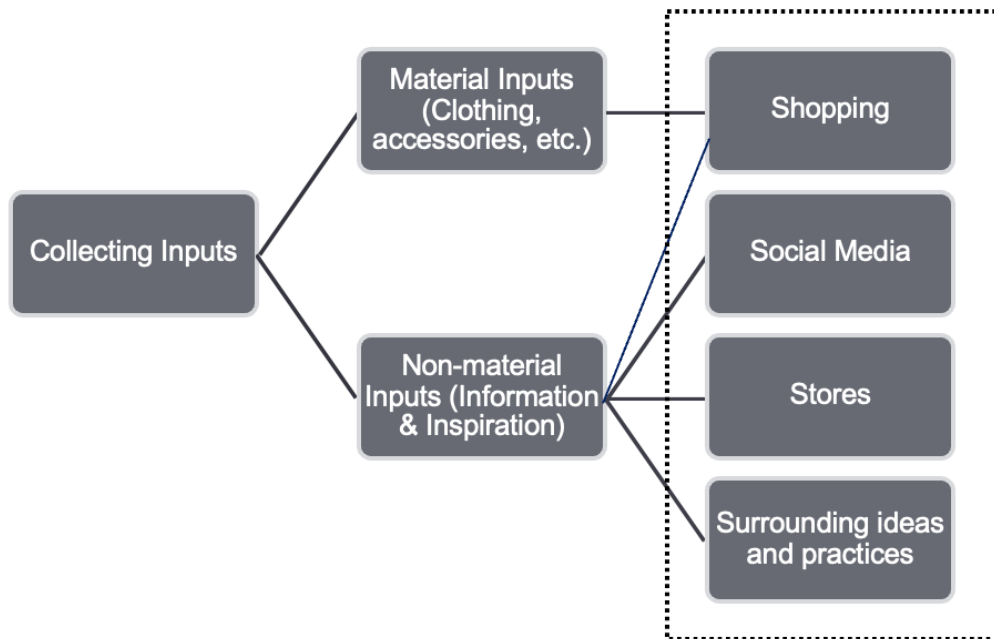 Collecting Inputs
Material Inputs
(Clothing,
accessories, etc.)
Non-material
Inputs (Information
& Inspiration)
Shopping
Social Media
Stores
Surrounding ideas
and practices